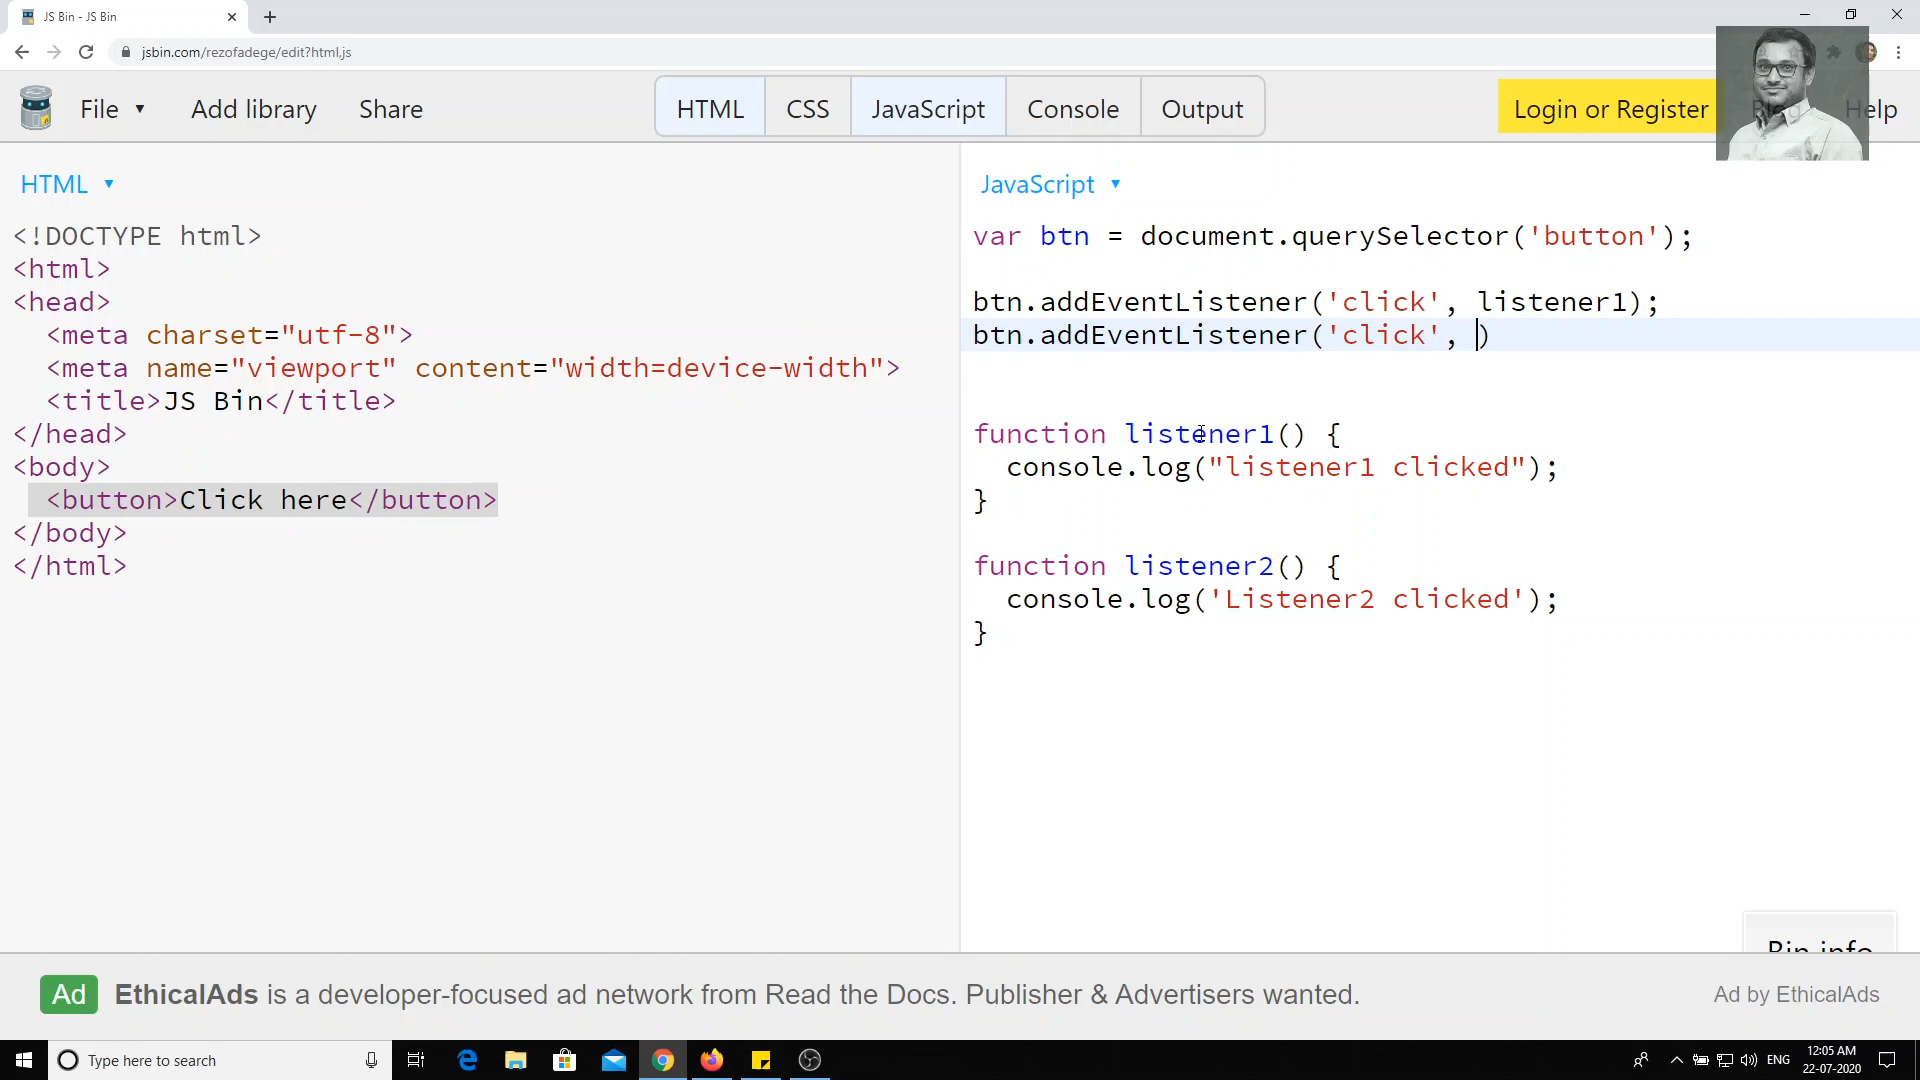 JS Bin - JS Bin
jsbin.com/rezofadege/edit?html,js
File
Add library
Share
HTML
CSS
JavaScript
Console
Output
Login or Register
Blog
Help
HTML
<!DOCTYPE html>
<html>
<head>
<meta charset="utf-8">
<meta name="viewport" content="width=device-width">
<title>JS Bin</title>
</head>
<body>
<button>Click here</button>
</body>
</html>
JavaScript
var btn = document.querySelector('button');
btn.addEventListener('click', listener1);
btn.addEventListener('click', )
function listener1() {
console.log("listener1 clicked");
}
function listener2() {
console.log('Listener2 clicked');
}
Bin info
Ad EthicalAds is a developer-focused ad network from Read the Docs. Publisher & Advertisers wanted.
Ad by EthicalAds
Type here to search
ENG
12:05 AM
22-07-2020